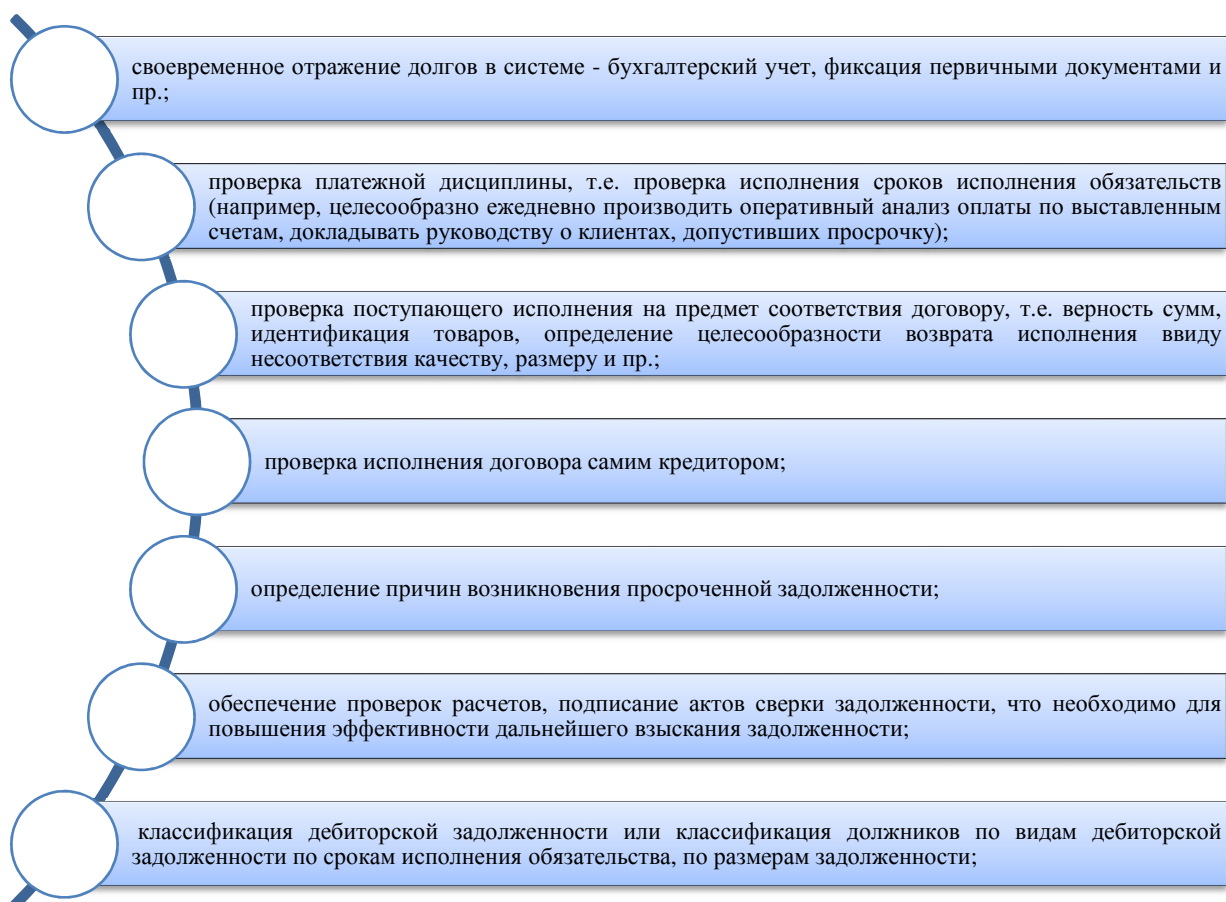 своевременное отражение долгов в системе - бухгалтерский учет, фиксация первичными документами и
пр.;
проверка платежной дисциплины, т.е. проверка исполнения сроков исполнения обязательств
(например, целесообразно ежедневно производить оперативный анализ оплаты по выставленным
счетам, докладывать руководству о клиентах, допустивших просрочку);
проверка поступающего исполнения на предмет соответствия договору, т.е. верность сумм,
идентификация товаров, определение целесообразности возврата исполнения ввиду
несоответствия качеству, размеру и пр.;
проверка исполнения договора самим кредитором;
определение причин возникновения просроченной задолженности;
обеспечение проверок расчетов, подписание актов сверки задолженности, что необходимо для
повышения эффективности дальнейшего взыскания задолженности;
классификация дебиторской задолженности или классификация должников по видам дебиторской
задолженности по срокам исполнения обязательства, по размерам задолженности;